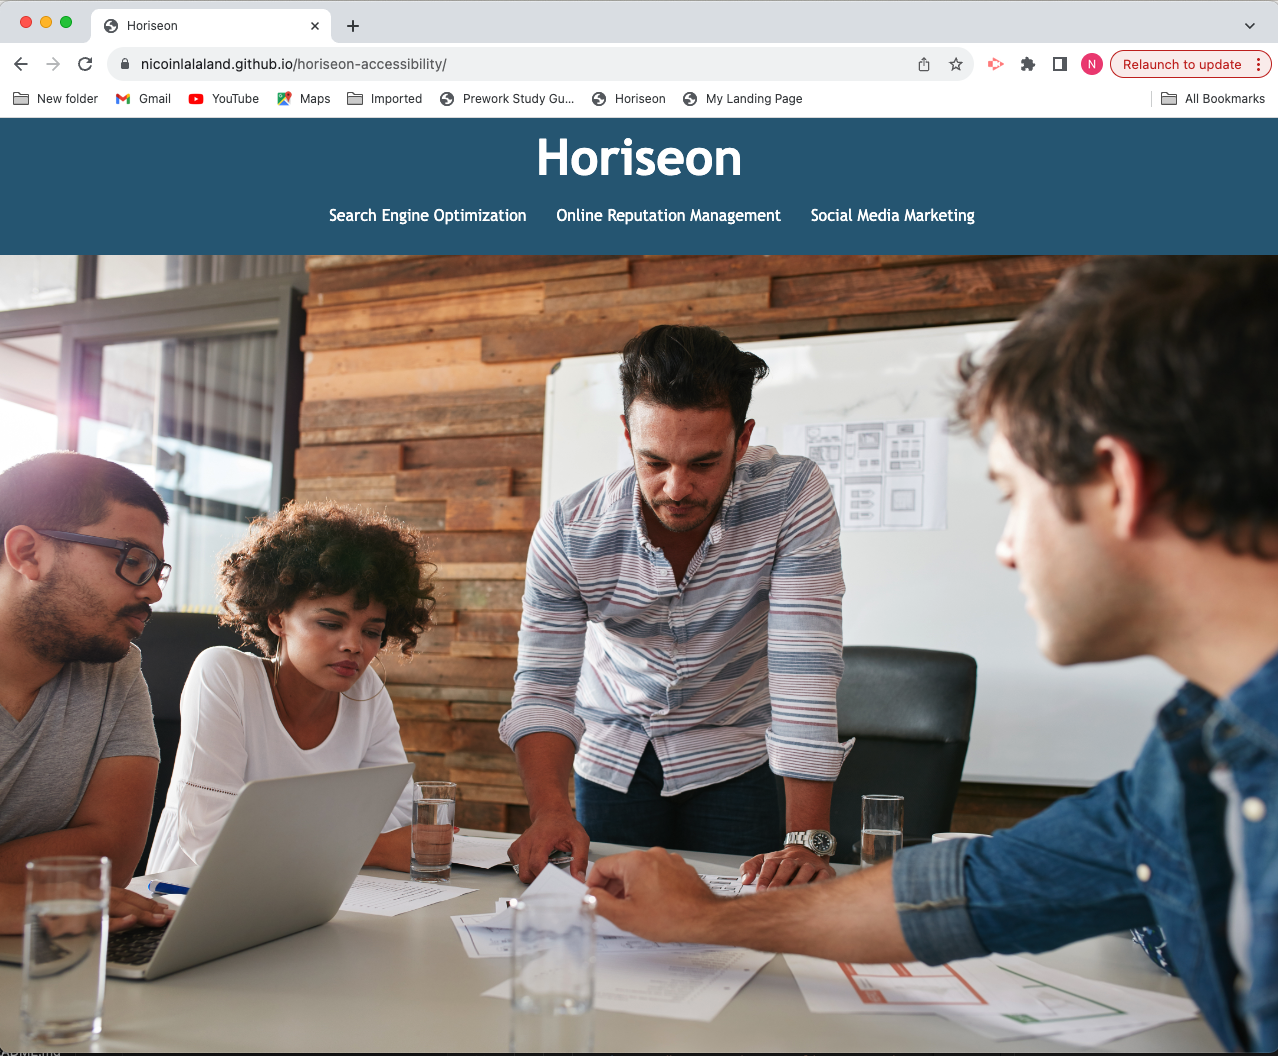 Horiseon
nicoinlalaland.github.io/horiseon-accessibility/
N
Relaunch to update
New folder
Gmail
YouTube
Maps
Imported
Prework Study Gu...
Horiseon
My Landing Page
All Bookmarks
Horiseon
Search Engine Optimization
Online Reputation Management
Social Media Marketing